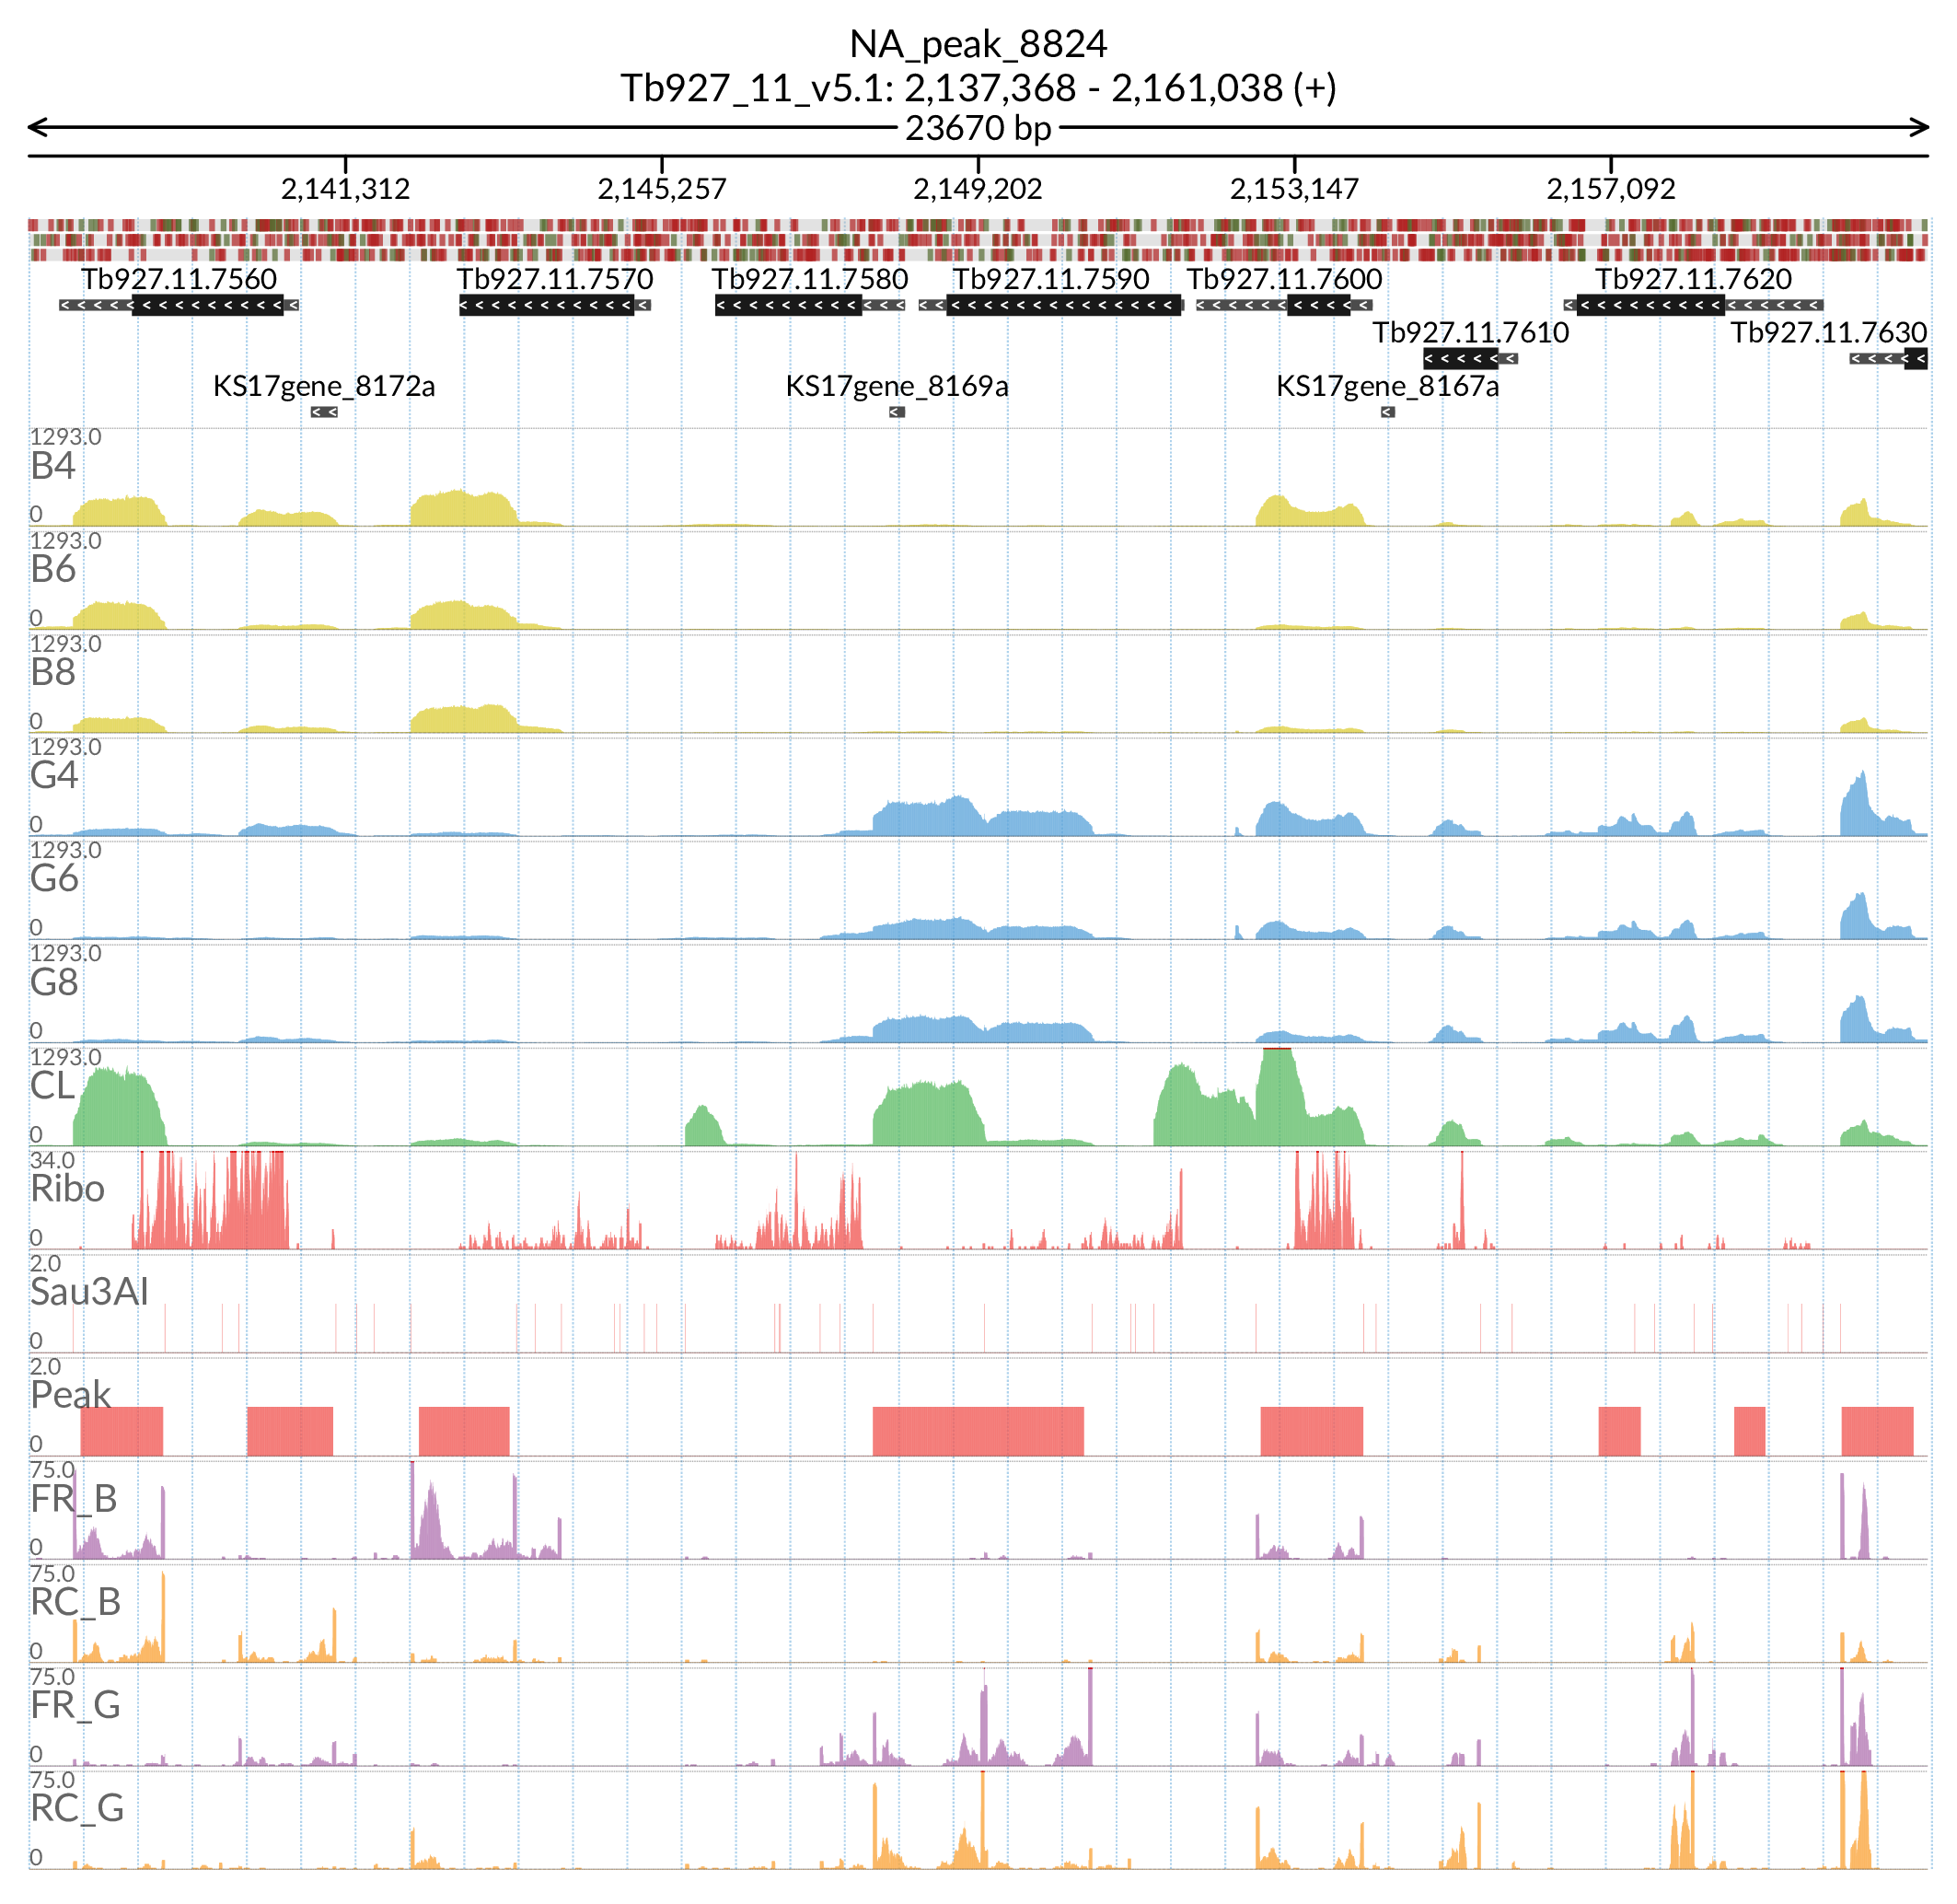 NA_peak_8824
Tb927_11_v5.1: 2,137,368 - 2,161,038 (+)
23670 bp
2,141,312 2,145,257 2,149,202 2,153,147 2,157,092
Tb927.11.7560 Tb927.11.7570 Tb927.11.7580 Tb927.11.7590 Tb927.11.7600 Tb927.11.7620
Tb927.11.7610 Tb927.11.7630
KS17gene_8172a KS17gene_8169a KS17gene_8167a
1293.0
B4
0
1293.0
B6
0
1293.0
B8
0
1293.0
G4
0
1293.0
G6
0
1293.0
G8
0
1293.0
CL
0
34.0
Ribo
0
2.0
Sau3AI
0
2.0
Peak
0
75.0
FR_B
0
75.0
RC_B
0
75.0
FR_G
0
75.0
RC_G
0